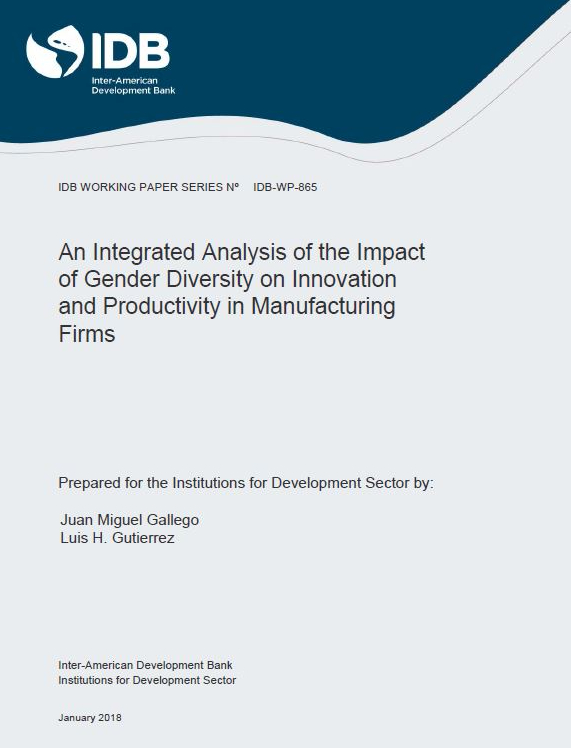 IDB
Inter-American
Development Bank
IDB WORKING PAPER SERIES Nº IDB-WP-865
An Integrated Analysis of the Impact
of Gender Diversity on Innovation
and Productivity in Manufacturing
Firms
Prepared for the Institutions for Development Sector by:
Juan Miguel Gallego
Luis H. Gutierrez
Inter-American Development Bank
Institutions for Development Sector
January 2018